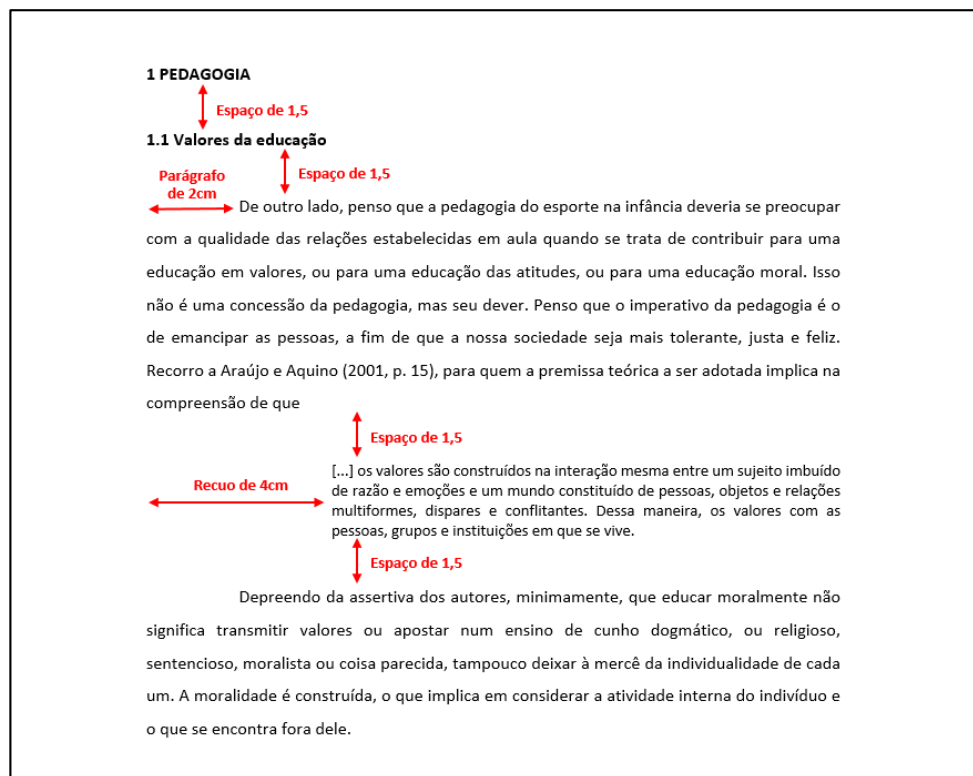 1 PEDAGOGIA
Espaço de 1,5
1.1 Valores da educação
Espaço de 1,5
Parágrafo
de 2cm
De outro lado, penso que a pedagogia do esporte na infância deveria se preocupar
com a qualidade das relações estabelecidas em aula quando se trata de contribuir para uma
educação em valores, ou para uma educação das atitudes, ou para uma educação moral. Isso
não é uma concessão da pedagogia, mas seu dever. Penso que o imperativo da pedagogia é o
de emancipar as pessoas, a fim de que a nossa sociedade seja mais tolerante, justa e feliz.
Recorro a Araújo e Aquino (2001, p. 15), para quem a premissa teórica a ser adotada implica na
compreensão de que
Espaço de 1,5
[...] os valores são construídos na interação mesma entre um sujeito imbuído
de razão e emoções e um mundo constituído de pessoas, objetos e relações
multiformes, dispares e conflitantes. Dessa maneira, os valores com as
pessoas, grupos e instituições em que se vive.
Recuo de 4cm
Espaço de 1,5
Depreendo da assertiva dos autores, minimamente, que educar moralmente não
significa transmitir valores ou apostar num ensino de cunho dogmático, ou religioso,
sentencioso, moralista ou coisa parecida, tampouco deixar à mercê da individualidade de cada
um. A moralidade é construída, o que implica em considerar a atividade interna do indivíduo e
o que se encontra fora dele.